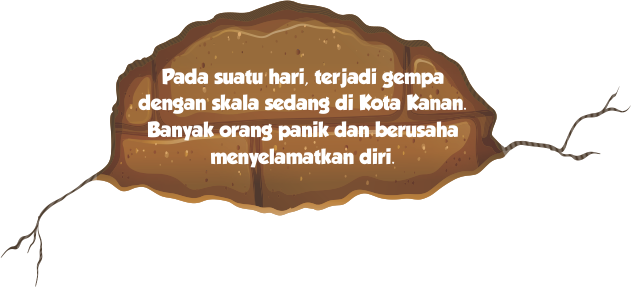 Pada suatu hari, terjadi gempa
dengan skala sedang di Kota Kanan.
Banyak orang panik dan berusaha
menyelamatkan diri.